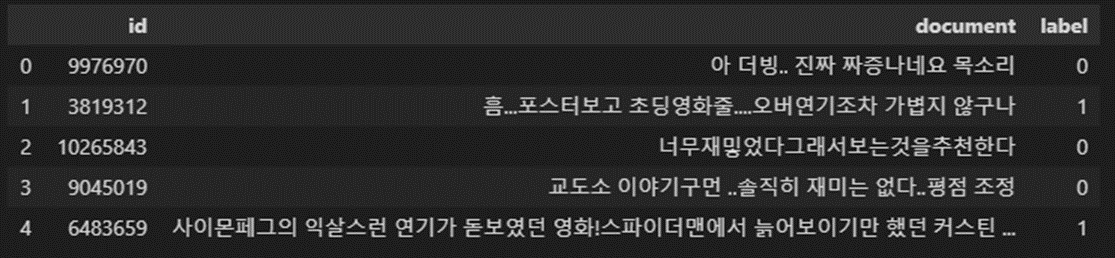 id document label
0 9976970 아 더빙.. 진짜 짜증나네요 목소리 0
1 3819312 흠...포스터보고 초딩영화줄....오버연기조차 가볍지 않구나 1
2 10265843 너무재밓었다그래서보는것을추천한다 0
3 9045019 교도소 이야기구먼 ..솔직히 재미는 없다..평점 조정 0
4 6483659 사이몬페그의 익살스런 연기가 돋보였던 영화!스파이더맨에서 늙어보이기만 했던 커스틴 ... 1